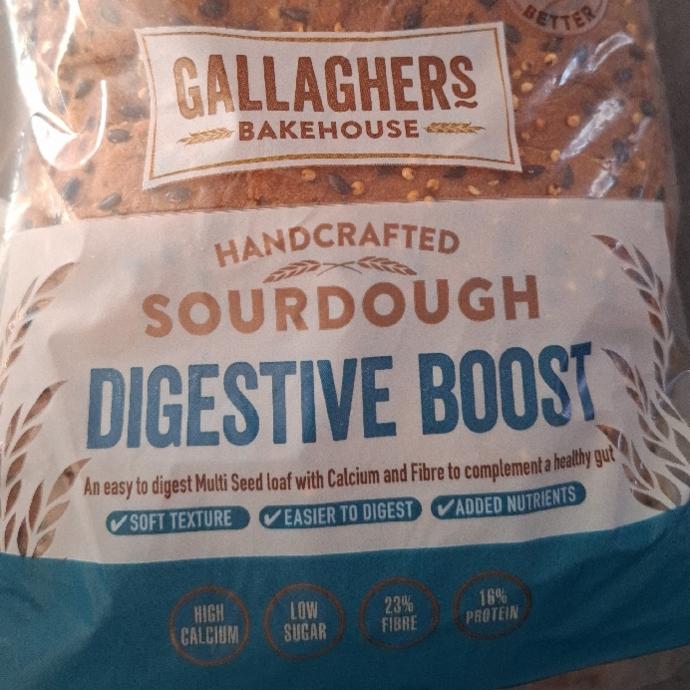 BETTER
GALLAGHERS
BAKEHOUSE
HANDCRAFTED
SOURDOUGH
DIGESTIVE BOOST
An easy to digest Multi Seed loaf with Calcium and Fibre to complement a healthy gut
SOFT TEXTURE EASIER TO DIGEST ADDED NUTRIENTS
HIGH CALCIUM
LOW SUGAR
23% FIBRE
16% PROTEIN